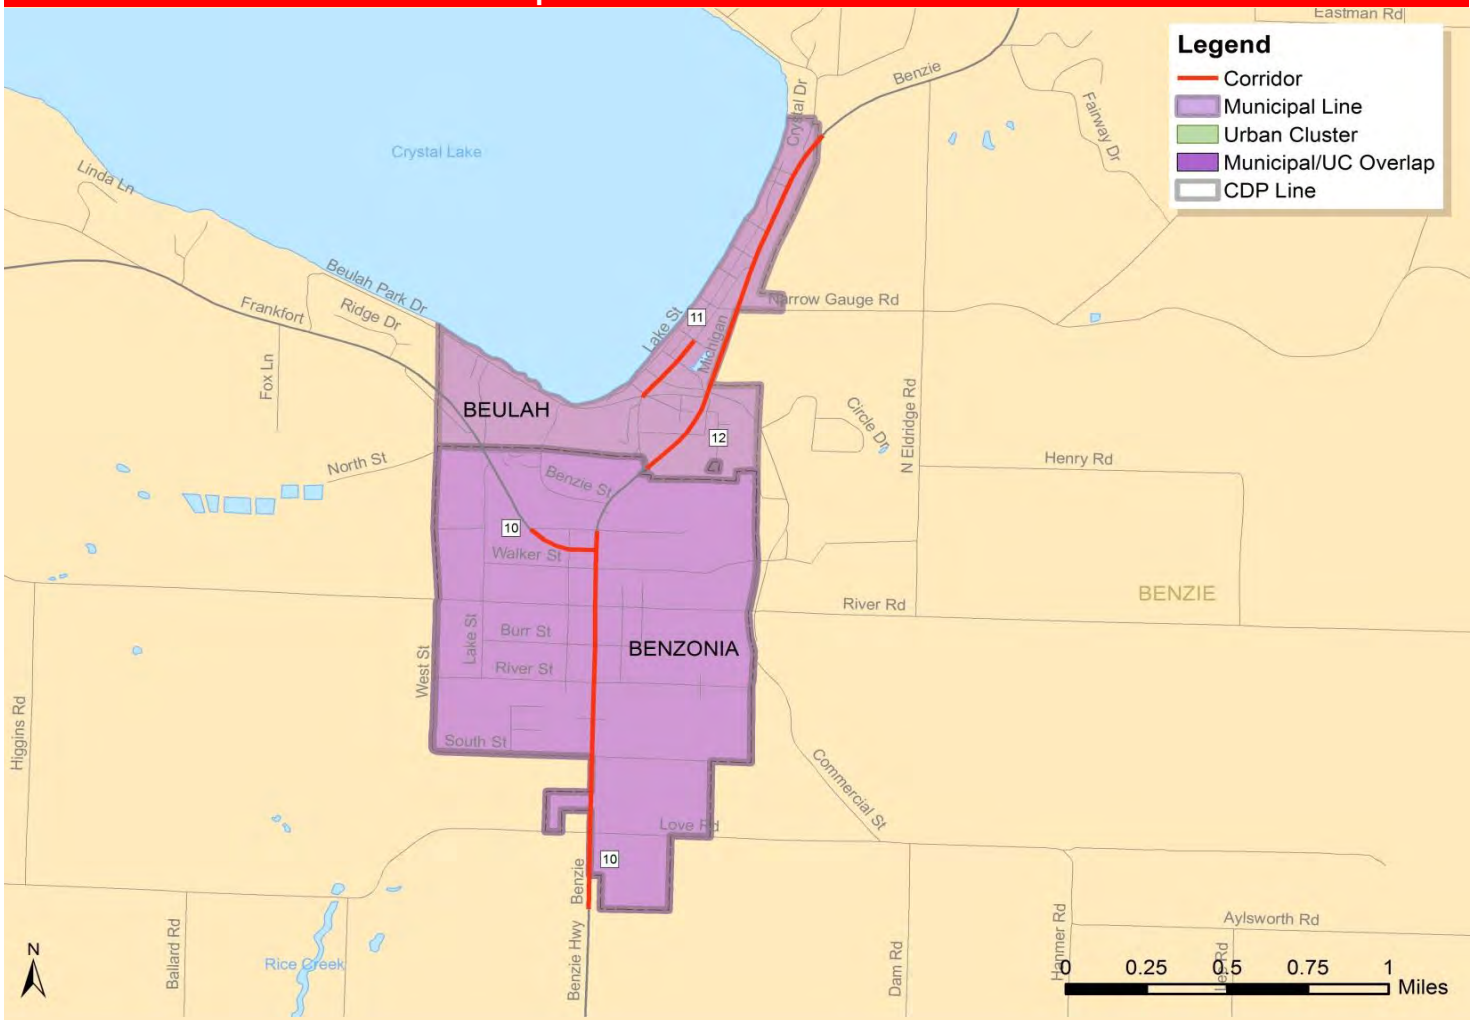 Eastman Rd
Legend
Corridor
Municipal Line
Urban Cluster
Municipal/UC Overlap
CDP Line
Benzie
Crystal Dr
Fairway Dr
Crystal Lake
Linda Ln
Beulah Park Dr
Frankfort
Ridge Dr
Narrow Gauge Rd
11
Lake St
Michigan
Fox Ln
BEULAH
N Eldridge Rd
Circle Dr
12
North St
Henry Rd
Benzie St
10
Walker St
BENZIE
River Rd
Burr St
Lake St
BENZONIA
West St
River St
Higgins Rd
South St
Commercial St
Love Rd
10
Benzie
Aylsworth Rd
Ballard Rd
Rice Creek
Benzie Hwy
Dam Rd
Hanmer Rd
N
0 0.25 0.5 0.75 1
Miles